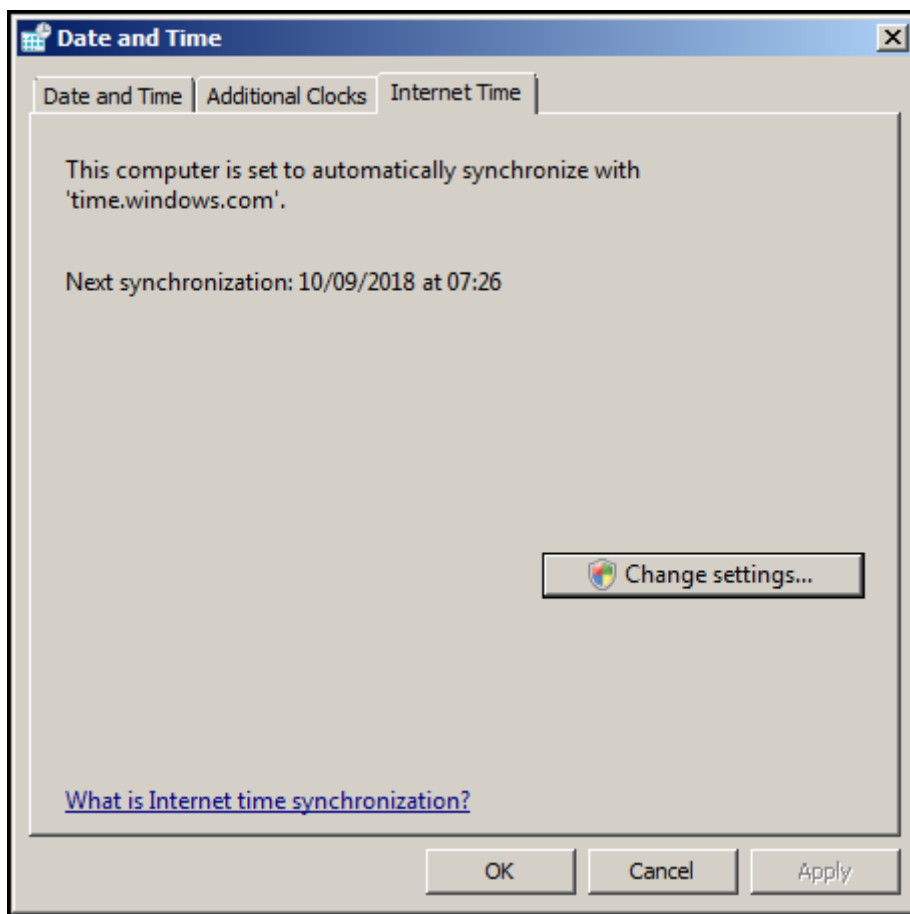 Date and Time
Date and Time
Additional Clocks
Internet Time
This computer is set to automatically synchronize with
'time.windows.com'.
Next synchronization: 10/09/2018 at 07:26
Change settings...
What is Internet time synchronization?
OK
Cancel
Apply